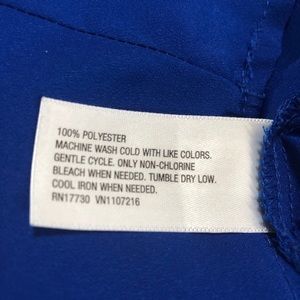 100% POLYESTER
MACHINE WASH COLD WITH LIKE COLORS.
GENTLE CYCLE. ONLY NON-CHLORINE
BLEACH WHEN NEEDED. TUMBLE DRY LOW.
COOL IRON WHEN NEEDED.
RN17730 VN1107216